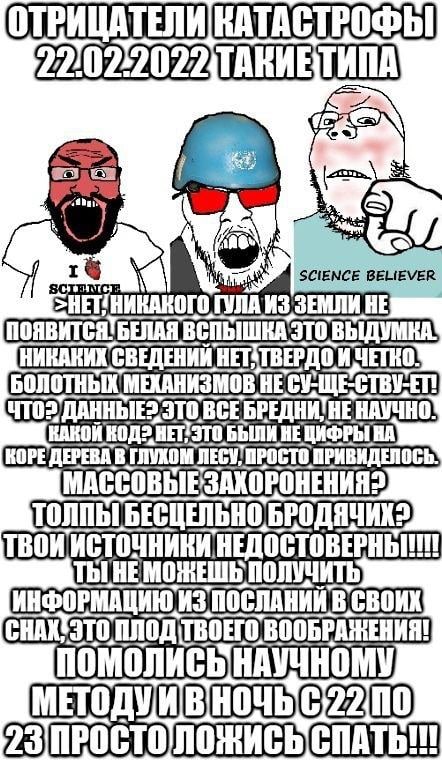 ОТРИЦАТЕЛИ КАТАСТРОФЫ
22.02.2022 ТАКИЕ ТИПА
I
SCIENCE
SCIENCE BELIEVER
>НЕТ, НИКАКОГО ГУЛА ИЗ ЗЕМЛИ НЕ
ПОЯВИТСЯ. БЕЛАЯ ВСПЫШКА ЭТО ВЫДУМКА.
НИКАКИХ СВЕДЕНИЙ НЕТ, ТВЕРДО И ЧЕТКО.
БОЛОТНЫХ МЕХАНИЗМОВ НЕ СУ-ЩЕ-СТВУ-ЕТ!
ЧТО? ДАННЫЕ? ЭТО ВСЕ БРЕДНИ, НЕ НАУЧНО.
КАКОЙ КОД? НЕТ, ЭТО БЫЛИ НЕ ЦИФРЫ НА
КОРЕ ДЕРЕВА В ГЛУХОМ ЛЕСУ, ПРОСТО ПРИВИДЕЛОСЬ.
МАССОВЫЕ ЗАХОРОНЕНИЯ?
ТОЛПЫ БЕСЦЕЛЬНО БРОДЯЧИХ?
ТВОИ ИСТОЧНИКИ НЕДОСТОВЕРНЫ!!!!
ТЫ НЕ МОЖЕШЬ ПОЛУЧИТЬ
ИНФОРМАЦИЮ ИЗ ПОСЛАНИЙ В СВОИХ
СНАХ, ЭТО ПЛОД ТВОЕГО ВООБРАЖЕНИЯ!
ПОМОЛИСЬ НАУЧНОМУ
МЕТОДУ И В НОЧЬ С 22 ПО
23 ПРОСТО ЛОЖИСЬ СПАТЬ!!!